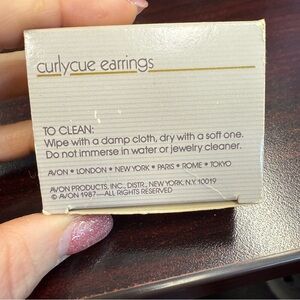 curlycue earrings
TO CLEAN:
Wipe with a damp cloth, dry with a soft one.
Do not immerse in water or jewelry cleaner.
AVON • LONDON • NEW YORK • PARIS • ROME • TOKYO
AVON PRODUCTS, INC., DISTR., NEW YORK, N.Y. 10019
© AVON 1987—ALL RIGHTS RESERVED